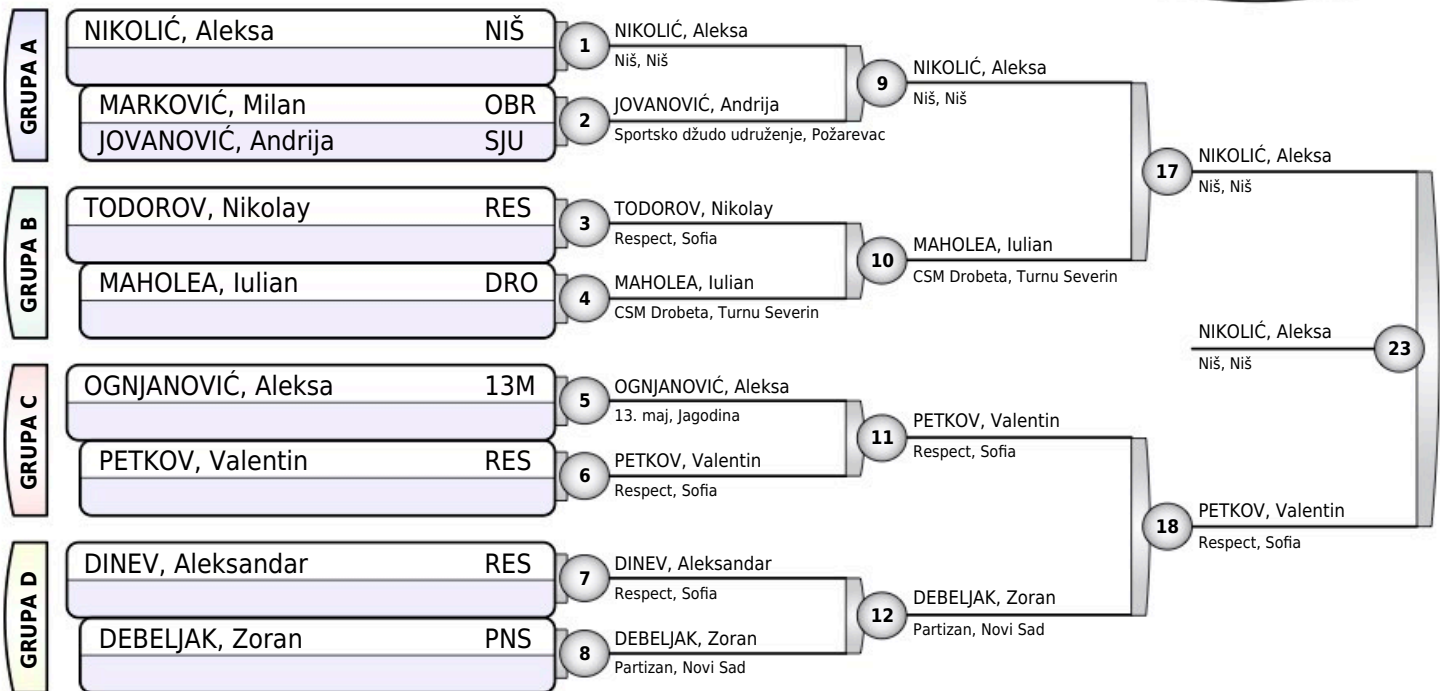 GRUPA A
NIKOLIĆ, Aleksa NIŠ
MARKOVIĆ, Milan OBR
JOVANOVIĆ, Andrija SJU
GRUPA B
TODOROV, Nikolay RES
MAHOLEA, Iulian DRO
GRUPA C
OGNJANOVIĆ, Aleksa 13M
PETKOV, Valentin RES
GRUPA D
DINEV, Aleksandar RES
DEBELJAK, Zoran PNS
1
NIKOLIĆ, Aleksa
Niš, Niš
2
JOVANOVIĆ, Andrija
Sportsko džudo udruženje, Požarevac
3
TODOROV, Nikolay
Respect, Sofia
4
MAHOLEA, Iulian
CSM Drobeta, Turnu Severin
5
OGNJANOVIĆ, Aleksa
13. maj, Jagodina
6
PETKOV, Valentin
Respect, Sofia
7
DINEV, Aleksandar
Respect, Sofia
8
DEBELJAK, Zoran
Partizan, Novi Sad
9
NIKOLIĆ, Aleksa
Niš, Niš
10
MAHOLEA, Iulian
CSM Drobeta, Turnu Severin
11
PETKOV, Valentin
Respect, Sofia
12
DEBELJAK, Zoran
Partizan, Novi Sad
17
NIKOLIĆ, Aleksa
Niš, Niš
18
PETKOV, Valentin
Respect, Sofia
NIKOLIĆ, Aleksa
Niš, Niš
23